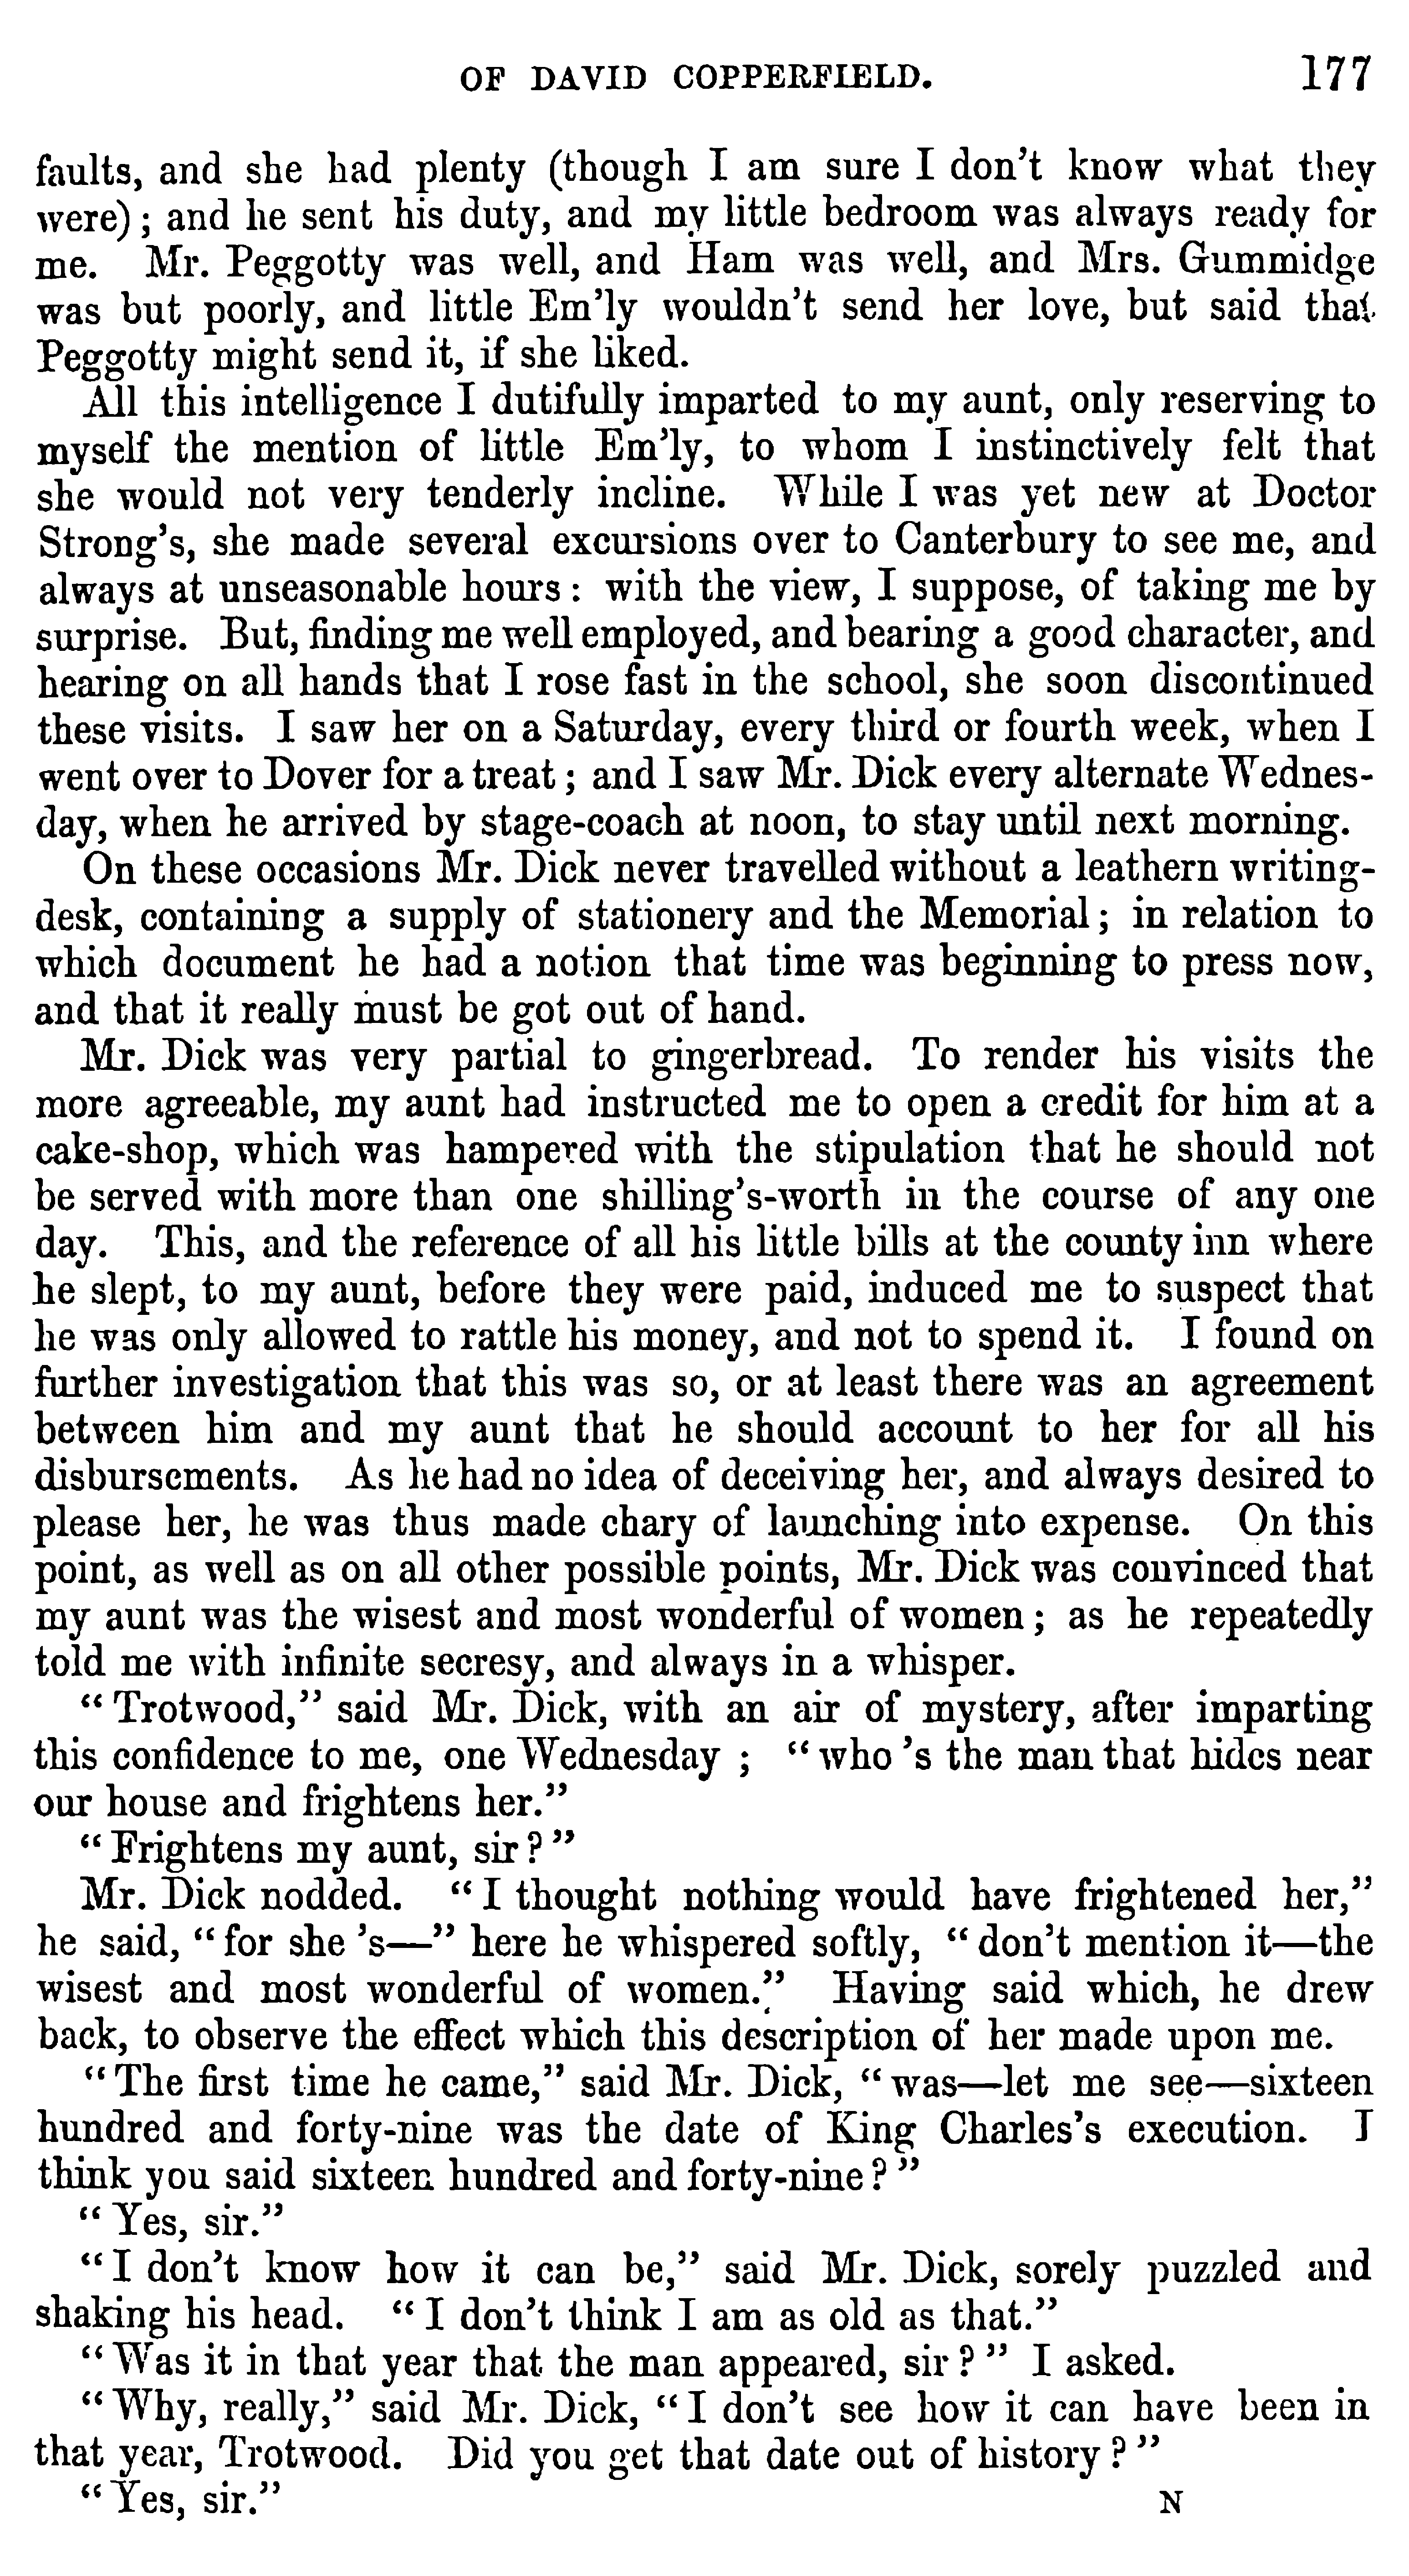 OF DAVID COPPERFIELD. 177
faults, and she had plenty (though I am sure I don't know what they
were); and he sent his duty, and my little bedroom was always ready for
me. Mr. Peggotty was well, and Ham was well, and Mrs. Gummidge
was but poorly, and little Em'ly wouldn't send her love, but said that
Peggotty might send it, if she liked.
All this intelligence I dutifully imparted to my aunt, only reserving to
myself the mention of little Em'ly, to whom I instinctively felt that
she would not very tenderly incline. While I was yet new at Doctor
Strong's, she made several excursions over to Canterbury to see me, and
always at unseasonable hours: with the view, I suppose, of taking me by
surprise. But, finding me well employed, and bearing a good character, and
hearing on all hands that I rose fast in the school, she soon discontinued
these visits. I saw her on a Saturday, every third or fourth week, when I
went over to Dover for a treat; and I saw Mr. Dick every alternate Wednes-
day, when he arrived by stage-coach at noon, to stay until next morning.
On these occasions Mr. Dick never travelled without a leathern writing-
desk, containing a supply of stationery and the Memorial; in relation to
which document he had a notion that time was beginning to press now,
and that it really must be got out of hand.
Mr. Dick was very partial to gingerbread. To render his visits the
more agreeable, my aunt had instructed me to open a credit for him at a
cake-shop, which was hampered with the stipulation that he should not
be served with more than one shilling's-worth in the course of any one
day. This, and the reference of all his little bills at the county inn where
he slept, to my aunt, before they were paid, induced me to suspect that
he was only allowed to rattle his money, and not to spend it. I found on
further investigation that this was so, or at least there was an agreement
between him and my aunt that he should account to her for all his
disbursements. As he had no idea of deceiving her, and always desired to
please her, he was thus made chary of launching into expense. On this
point, as well as on all other possible points, Mr. Dick was convinced that
my aunt was the wisest and most wonderful of women; as he repeatedly
told me with infinite secresy, and always in a whisper.
"Trotwood," said Mr. Dick, with an air of mystery, after imparting
this confidence to me, one Wednesday; "who's the man that hides near
our house and frightens her."
"Frightens my aunt, sir?"
Mr. Dick nodded. "I thought nothing would have frightened her,"
he said, "for she's—" here he whispered softly, "don't mention it—the
wisest and most wonderful of women." Having said which, he drew
back, to observe the effect which this description of her made upon me.
"The first time he came," said Mr. Dick, "was—let me see—sixteen
hundred and forty-nine was the date of King Charles's execution. I
think you said sixteen hundred and forty-nine?"
"Yes, sir."
"I don't know how it can be," said Mr. Dick, sorely puzzled and
shaking his head. "I don't think I am as old as that."
"Was it in that year that the man appeared, sir?" I asked.
"Why, really," said Mr. Dick, "I don't see how it can have been in
that year, Trotwood. Did you get that date out of history?"
"Yes, sir." N